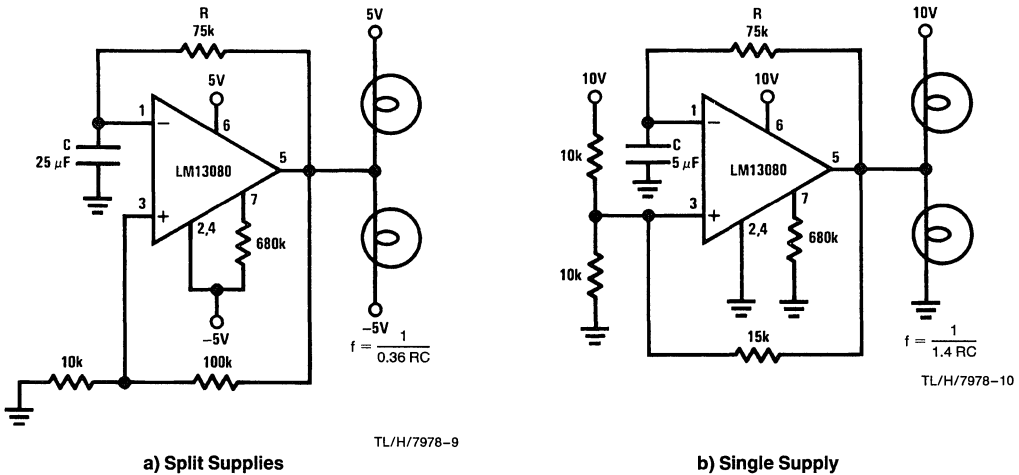 R
75k
5V
5V
1
−
6
C
25 μF
LM13080
5
3
+
7
2,4
680k
−5V
−5V
f = 1 / 0.36 RC
10k
100k
TL/H/7978–9
a) Split Supplies
R
75k
10V
10V
10V
1
−
6
10k
C
5 μF
LM13080
5
3
+
7
2,4
680k
10k
15k
f = 1 / 1.4 RC
TL/H/7978–10
b) Single Supply